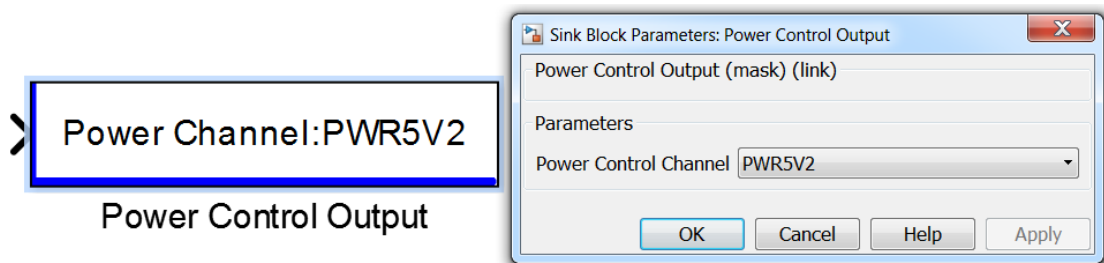 Power Channel:PWR5V2
Power Control Output
Sink Block Parameters: Power Control Output
Power Control Output (mask) (link)
Parameters
Power Control Channel PWR5V2
OK Cancel Help Apply